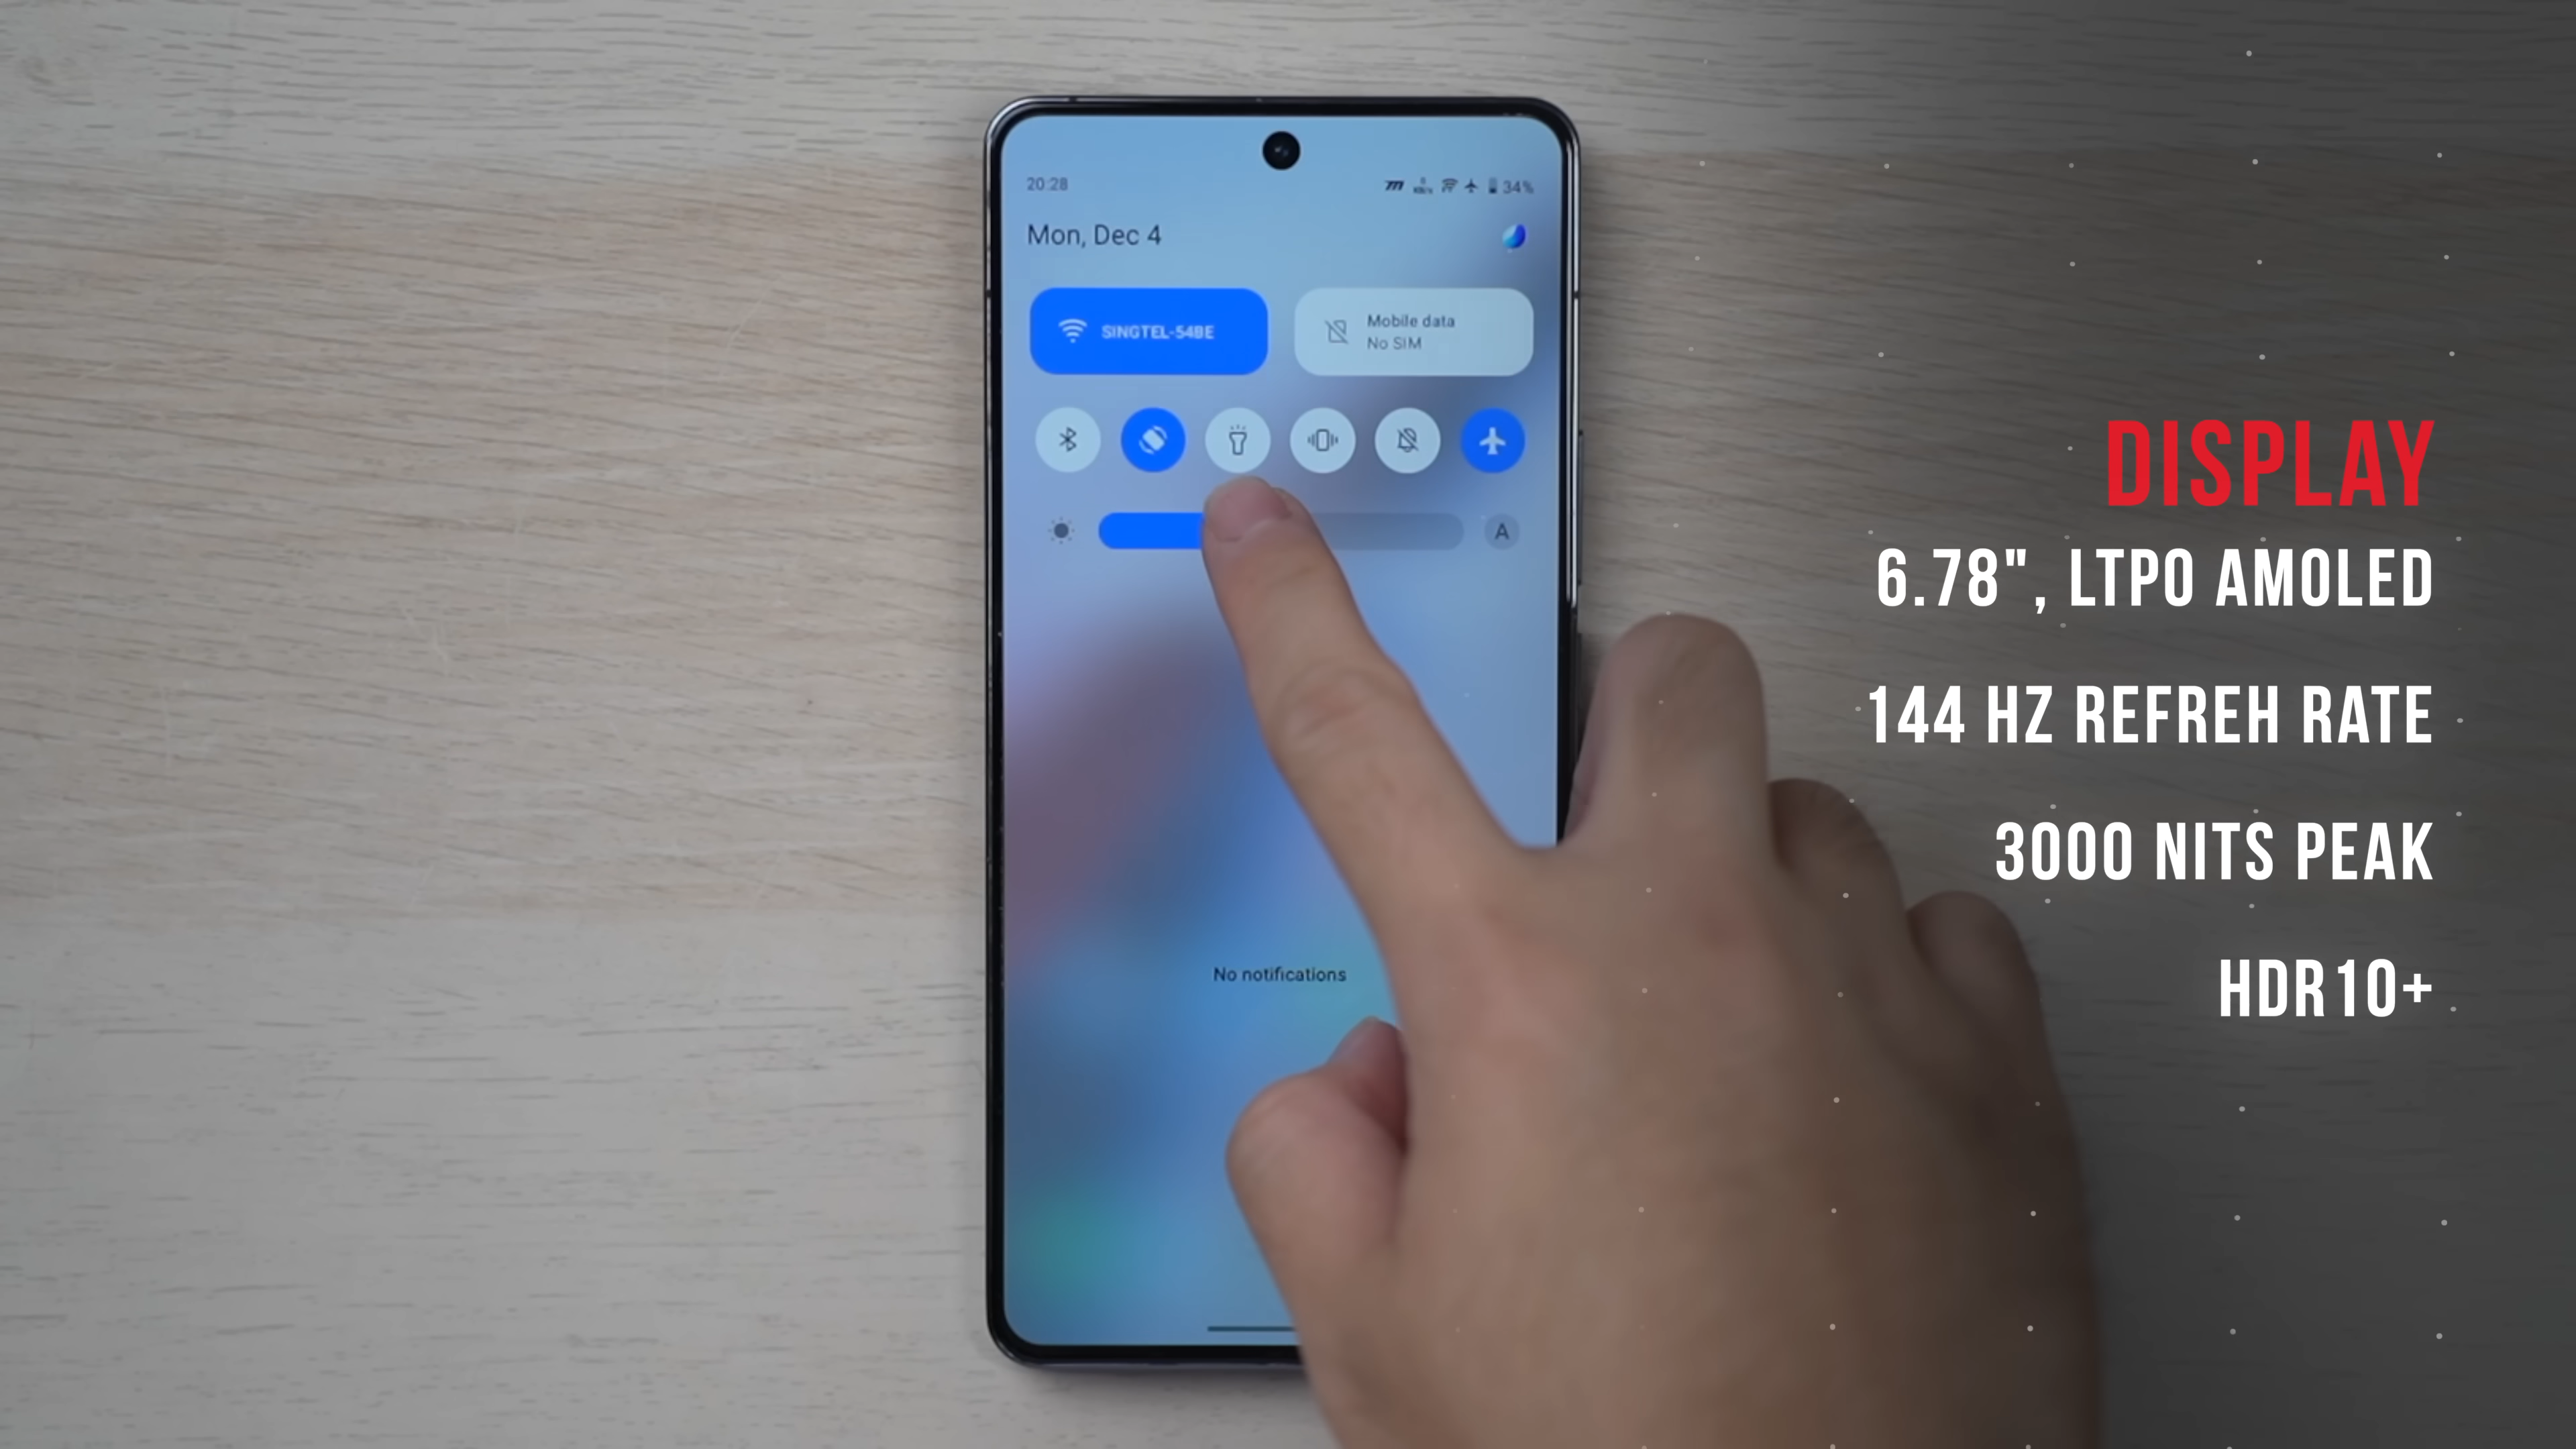 20:28
34%
Mon, Dec 4
SINGTEL-54BE
Mobile data
No SIM
A
No notifications
DISPLAY
6.78", LTPO AMOLED
144 HZ REFREH RATE
3000 NITS PEAK
HDR10+